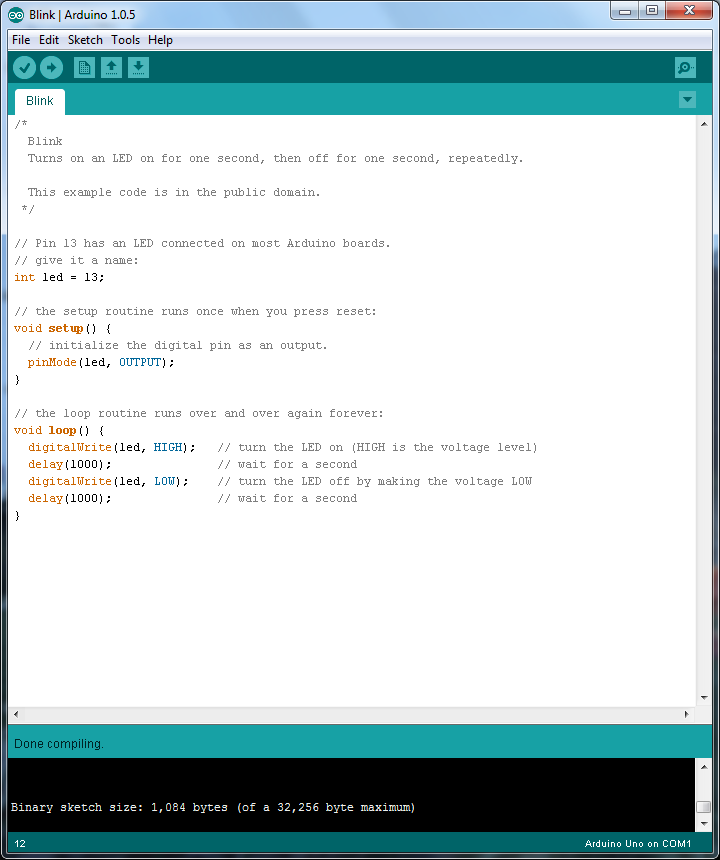 Blink | Arduino 1.0.5
File Edit Sketch Tools Help
Blink
/*
  Blink
  Turns on an LED on for one second, then off for one second, repeatedly.

  This example code is in the public domain.
 */

// Pin 13 has an LED connected on most Arduino boards.
// give it a name:
int led = 13;

// the setup routine runs once when you press reset:
void setup() {
  // initialize the digital pin as an output.
  pinMode(led, OUTPUT);
}

// the loop routine runs over and over again forever:
void loop() {
  digitalWrite(led, HIGH);   // turn the LED on (HIGH is the voltage level)
  delay(1000);               // wait for a second
  digitalWrite(led, LOW);    // turn the LED off by making the voltage LOW
  delay(1000);               // wait for a second
}
Done compiling.
Binary sketch size: 1,084 bytes (of a 32,256 byte maximum)
12 Arduino Uno on COM1